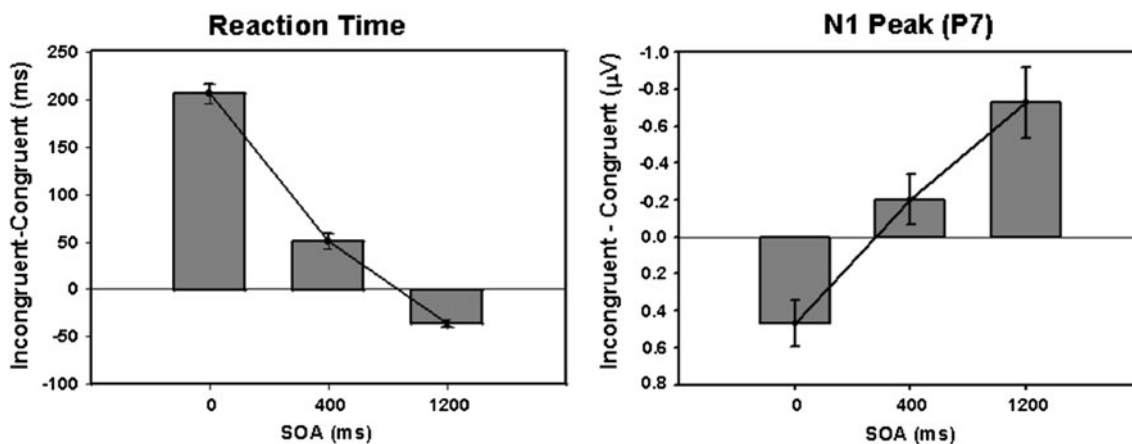 Reaction Time
Incongruent-Congruent (ms)
250
200
150
100
50
0
-50
-100
0 400 1200
SOA (ms)
N1 Peak (P7)
Incongruent - Congruent (µV)
-1.0
-0.8
-0.6
-0.4
-0.2
0.0
0.2
0.4
0.6
0.8
0 400 1200
SOA (ms)